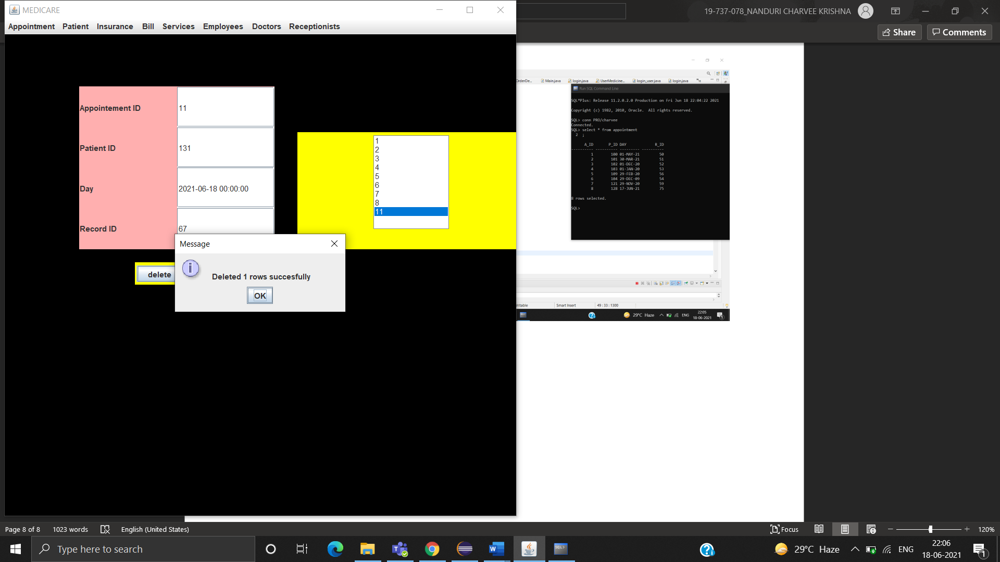 MEDICARE
19-737-078_NANDURI CHARVEE KRISHNA
Appointment Patient Insurance Bill Services Employees Doctors Receptionists
Share Comments
Appointement ID 11
Patient ID 131
Day 2021-06-18 00:00:00
Record ID 67
1
2
3
4
5
6
7
8
11
delete
Message
Deleted 1 rows succesfully
OK
OrderDe... Main.java login.java UserMedicine... login_user.java login.java
Run SQL Command Line
SQL*Plus: Release 11.2.0.2.0 Production on Fri Jun 18 22:04:22 2021
Copyright (c) 1982, 2010, Oracle. All rights reserved.
SQL> conn PRO/charvee
Connected.
SQL> select * from appointment
2 ;
A_ID P_ID DAY R_ID
---------- ---------- --------- ----------
1 100 01-MAY-21 50
2 101 30-MAR-21 51
3 102 01-DEC-20 52
4 103 01-JAN-20 53
5 109 29-FEB-20 56
6 104 29-DEC-09 54
7 121 29-NOV-20 59
8 128 17-JUN-21 75
8 rows selected.
SQL>
Smart Insert 49 : 33 : 1300
29°C Haze ENG 22:05
18-06-2021
Page 8 of 8 1023 words English (United States) Focus 120%
Type here to search
29°C Haze ENG 22:06
18-06-2021
1